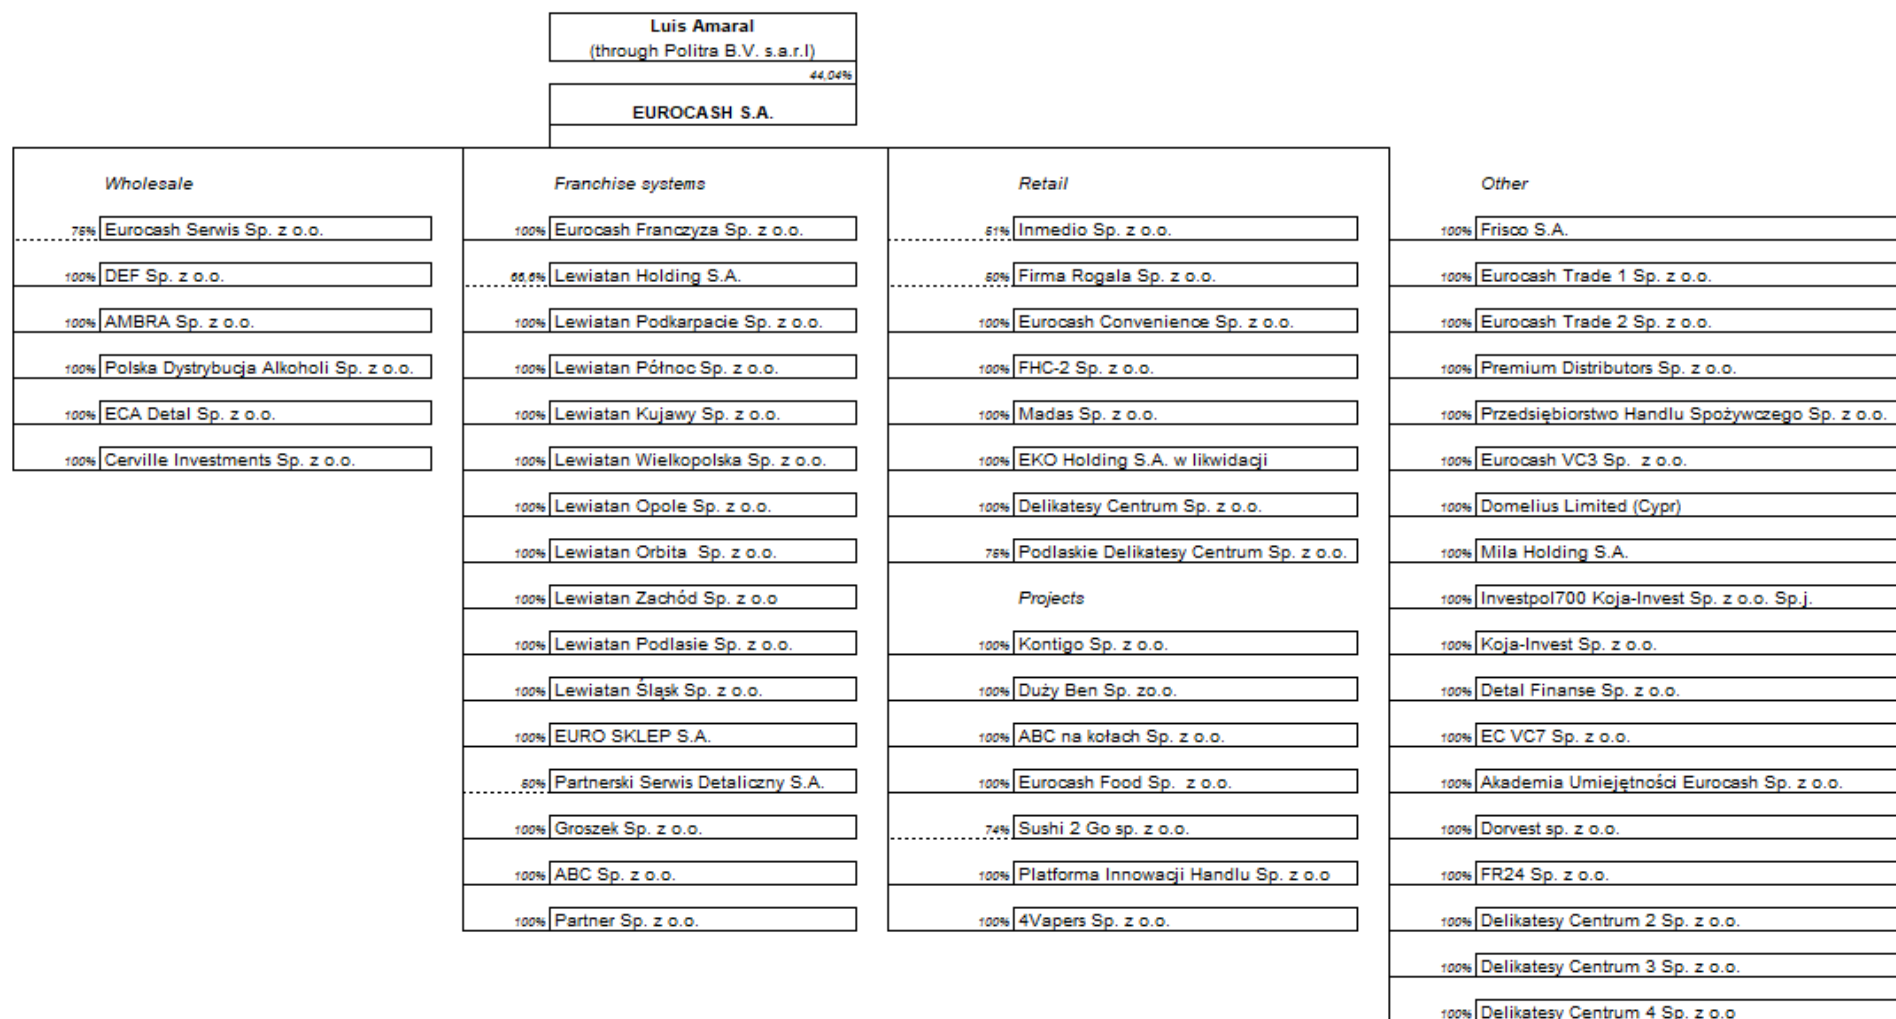 Luis Amaral
(through Politra B.V. s.a.r.l)
44,04%
EUROCASH S.A.
Wholesale
75% Eurocash Serwis Sp. z o.o.
100% DEF Sp. z o.o.
100% AMBRA Sp. z o.o.
100% Polska Dystrybucja Alkoholi Sp. z o.o.
100% ECA Detal Sp. z o.o.
100% Cerville Investments Sp. z o.o.
Franchise systems
100% Eurocash Franczyza Sp. z o.o.
66,6% Lewiatan Holding S.A.
100% Lewiatan Podkarpacie Sp. z o.o.
100% Lewiatan Północ Sp. z o.o.
100% Lewiatan Kujawy Sp. z o.o.
100% Lewiatan Wielkopolska Sp. z o.o.
100% Lewiatan Opole Sp. z o.o.
100% Lewiatan Orbita Sp. z o.o.
100% Lewiatan Zachód Sp. z o.o
100% Lewiatan Podlasie Sp. z o.o.
100% Lewiatan Śląsk Sp. z o.o.
100% EURO SKLEP S.A.
50% Partnerski Serwis Detaliczny S.A.
100% Groszek Sp. z o.o.
100% ABC Sp. z o.o.
100% Partner Sp. z o.o.
Retail
51% Inmedio Sp. z o.o.
50% Firma Rogala Sp. z o.o.
100% Eurocash Convenience Sp. z o.o.
100% FHC-2 Sp. z o.o.
100% Madas Sp. z o.o.
100% EKO Holding S.A. w likwidacji
100% Delikatesy Centrum Sp. z o.o.
75% Podlaskie Delikatesy Centrum Sp. z o.o.
Projects
100% Kontigo Sp. z o.o.
100% Duży Ben Sp. zo.o.
100% ABC na kołach Sp. z o.o.
100% Eurocash Food Sp. z o.o.
74% Sushi 2 Go sp. z o.o.
100% Platforma Innowacji Handlu Sp. z o.o
100% 4Vapers Sp. z o.o.
Other
100% Frisco S.A.
100% Eurocash Trade 1 Sp. z o.o.
100% Eurocash Trade 2 Sp. z o.o.
100% Premium Distributors Sp. z o.o.
100% Przedsiębiorstwo Handlu Spożywczego Sp. z o.o.
100% Eurocash VC3 Sp. z o.o.
100% Domelius Limited (Cypr)
100% Mila Holding S.A.
100% Investpol700 Koja-Invest Sp. z o.o. Sp.j.
100% Koja-Invest Sp. z o.o.
100% Detal Finanse Sp. z o.o.
100% EC VC7 Sp. z o.o.
100% Akademia Umiejętności Eurocash Sp. z o.o.
100% Dorvest sp. z o.o.
100% FR24 Sp. z o.o.
100% Delikatesy Centrum 2 Sp. z o.o.
100% Delikatesy Centrum 3 Sp. z o.o.
100% Delikatesy Centrum 4 Sp. z o.o